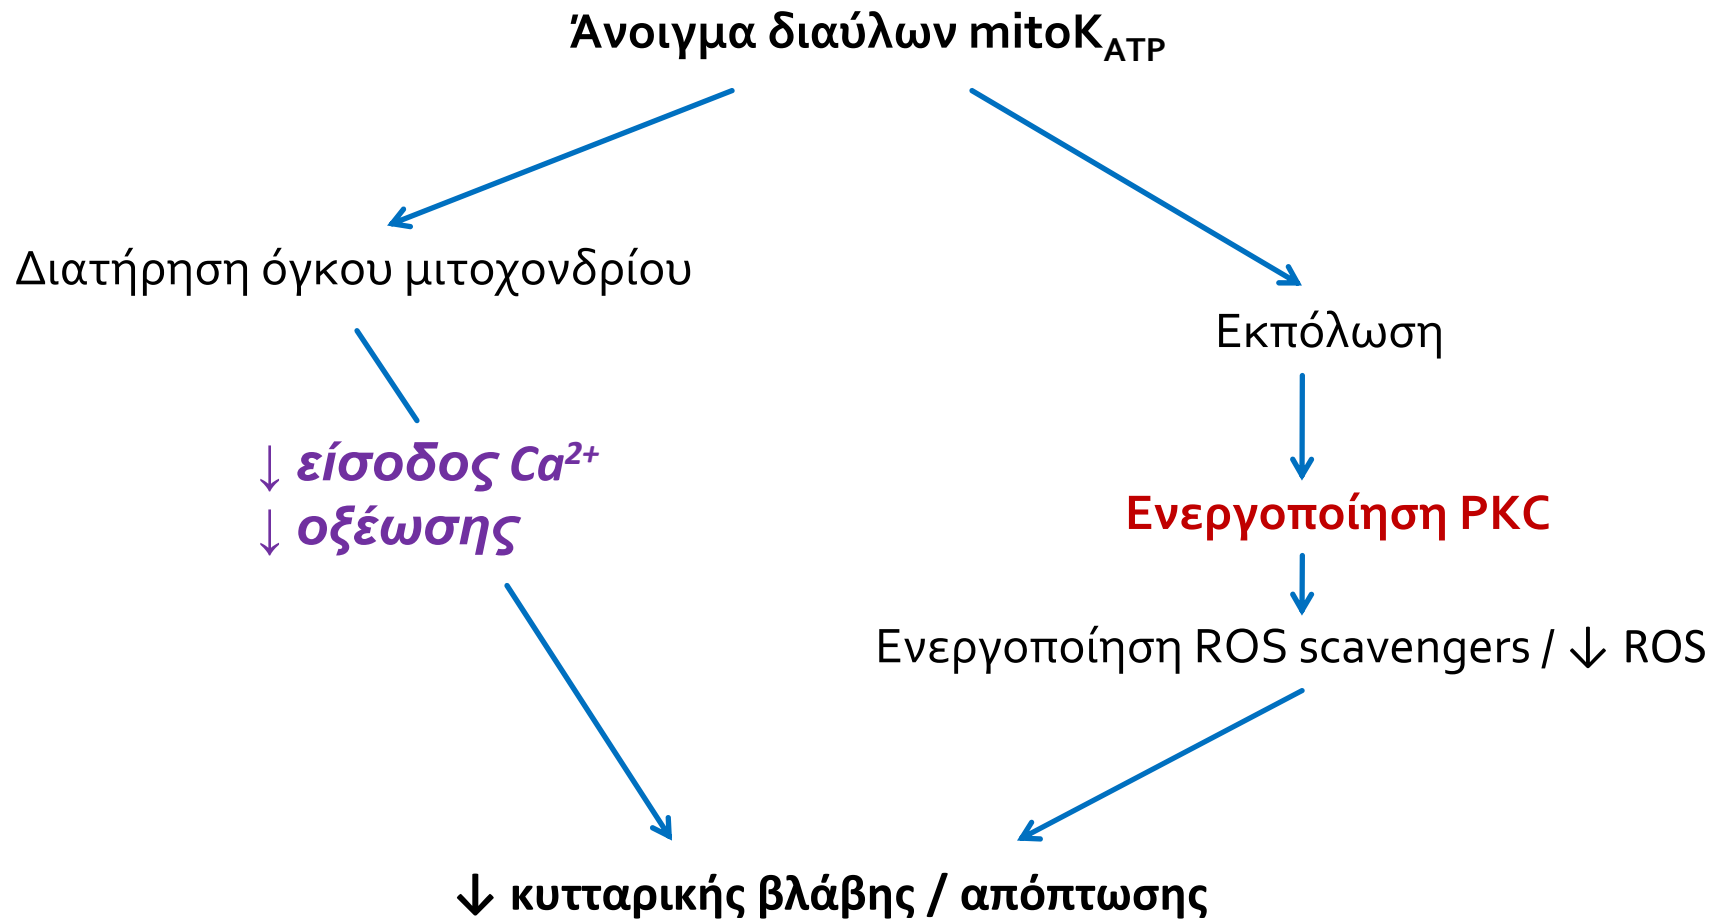 Άνοιγμα διαύλων mitoKATP
Διατήρηση όγκου μιτοχονδρίου
Εκπόλωση
↓ είσοδος Ca²⁺
↓ οξέωσης
Ενεργοποίηση PKC
Ενεργοποίηση ROS scavengers / ↓ ROS
↓ κυτταρικής βλάβης / απόπτωσης